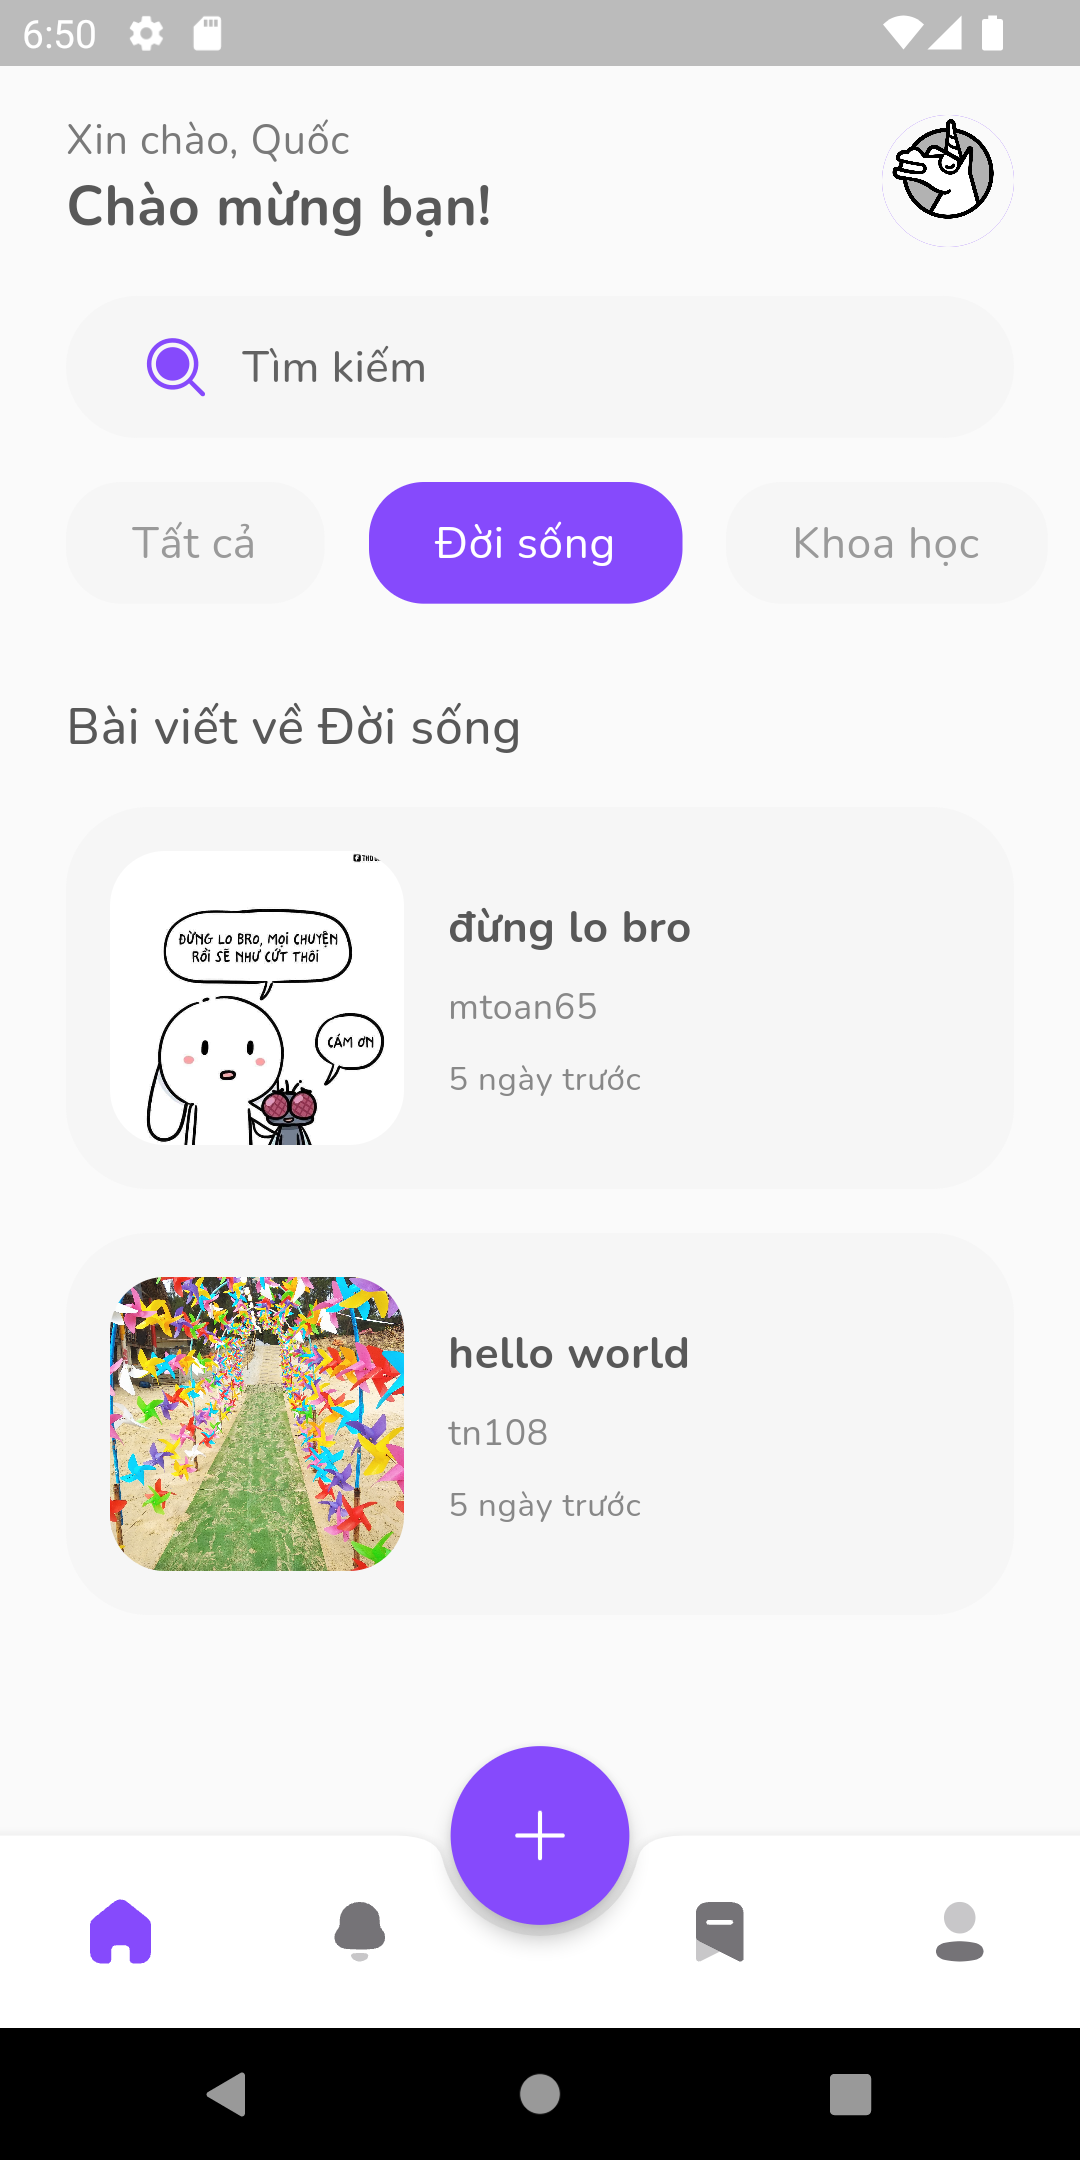 6:50
Xin chào, Quốc
Chào mừng bạn!
Tìm kiếm
Tất cả
Đời sống
Khoa học
Bài viết về Đời sống
ĐỪNG LO BRO, MỌI CHUYỆN
RỒI SẼ NHƯ CỨT THÔI
CÁM ƠN
đừng lo bro
mtoan65
5 ngày trước
hello world
tn108
5 ngày trước